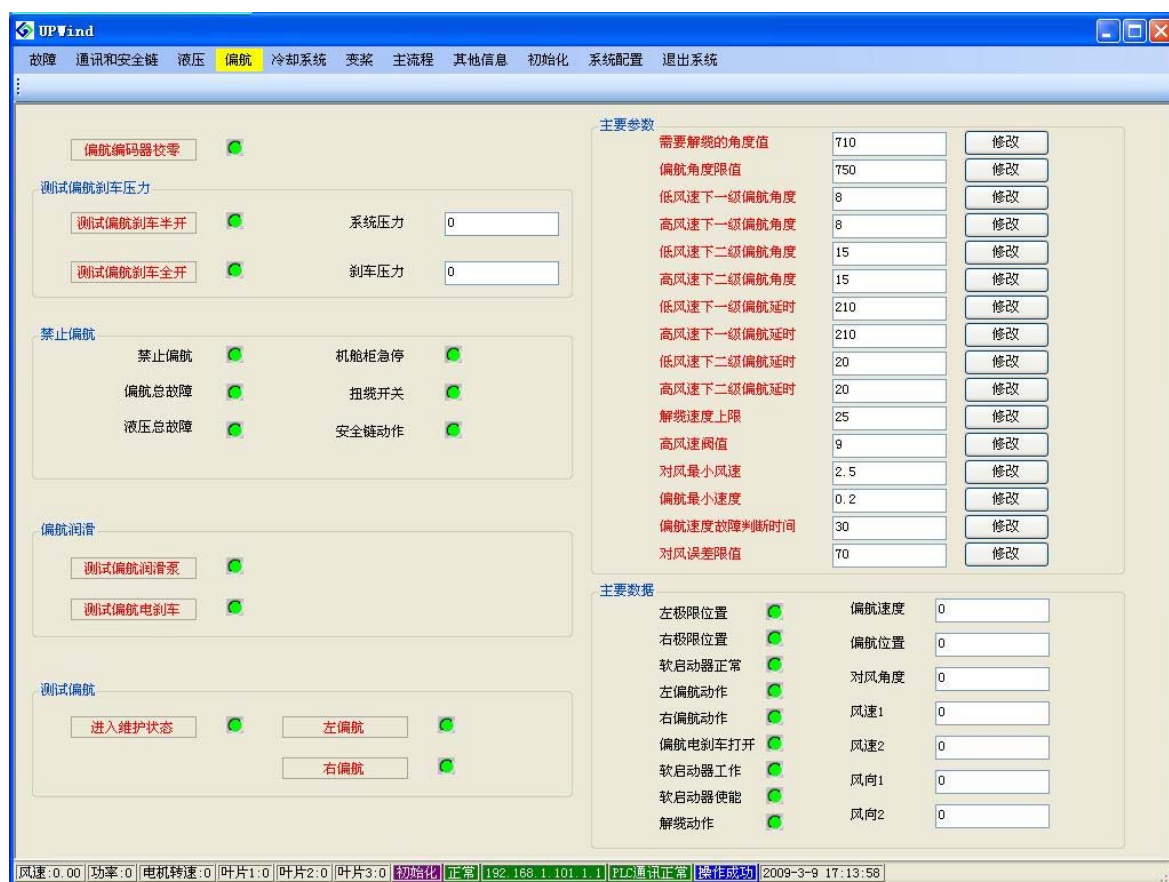 UPWind
故障 通讯和安全链 液压 偏航 冷却系统 变桨 主流程 其他信息 初始化 系统配置 退出系统
偏航编码器校零
测试偏航刹车压力
测试偏航刹车半开 系统压力 0
测试偏航刹车全开 刹车压力 0
禁止偏航
禁止偏航 机舱柜急停
偏航总故障 扭缆开关
液压总故障 安全链动作
偏航润滑
测试偏航润滑泵
测试偏航电刹车
测试偏航
进入维护状态 左偏航
右偏航
主要参数
需要解缆的角度值 710 修改
偏航角度限值 750 修改
低风速下一级偏航角度 8 修改
高风速下一级偏航角度 8 修改
低风速下二级偏航角度 15 修改
高风速下二级偏航角度 15 修改
低风速下一级偏航延时 210 修改
高风速下一级偏航延时 210 修改
低风速下二级偏航延时 20 修改
高风速下二级偏航延时 20 修改
解缆速度上限 25 修改
高风速阀值 9 修改
对风最小风速 2.5 修改
偏航最小速度 0.2 修改
偏航速度故障判断时间 30 修改
对风误差限值 70 修改
主要数据
左极限位置 偏航速度 0
右极限位置 偏航位置 0
软启动器正常 对风角度 0
左偏航动作
右偏航动作 风速1 0
偏航电刹车打开 风速2 0
软启动器工作 风向1 0
软启动器使能
解缆动作 风向2 0
风速:0.00 功率:0 电机转速:0 叶片1:0 叶片2:0 叶片3:0 初始化 正常 192.168.1.101.1.1 PLC通讯正常 操作成功 2009-3-9 17:13:58